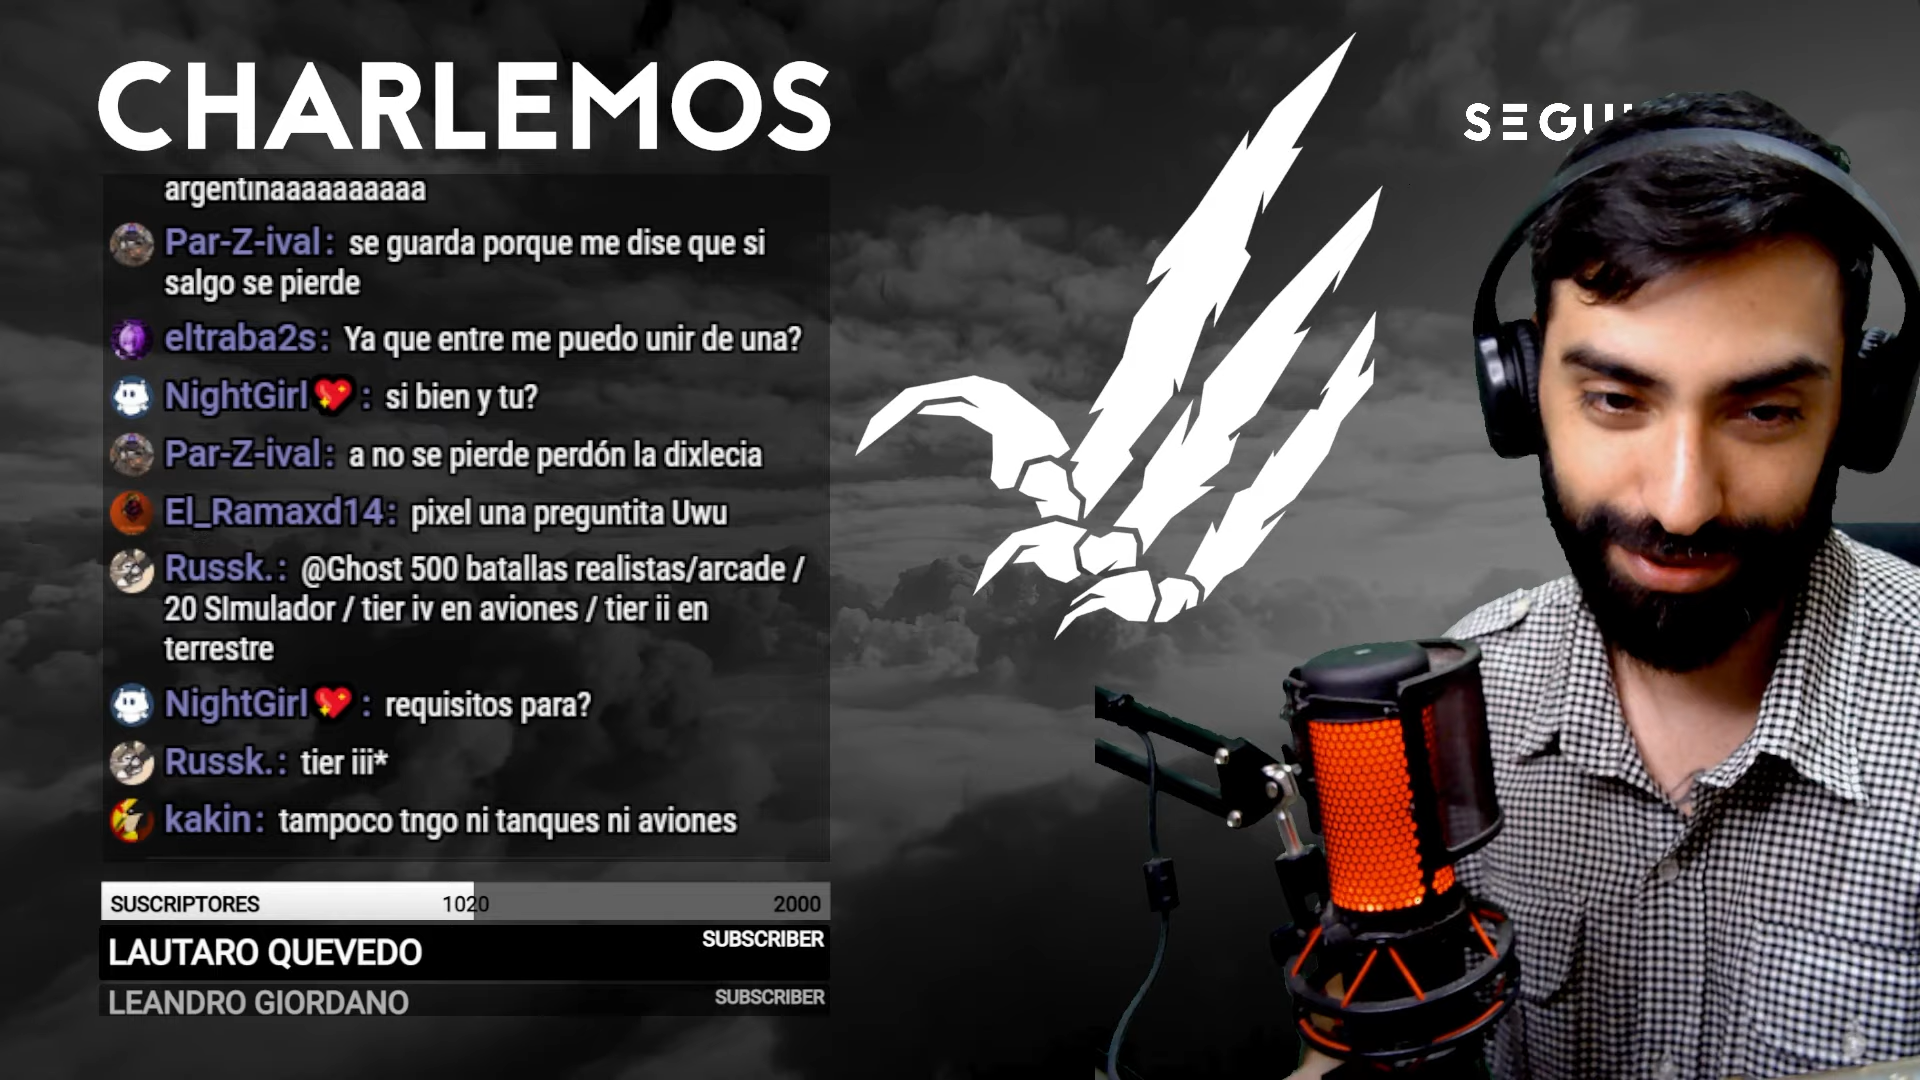 CHARLEMOS
SEGU
argentinaaaaaaaaaa
Par-Z-ival: se guarda porque me dise que si
salgo se pierde
eltraba2s: Ya que entre me puedo unir de una?
NightGirl💖: si bien y tu?
Par-Z-ival: a no se pierde perdón la dixlecia
El_Ramaxd14: pixel una preguntita Uwu
Russk.: @Ghost 500 batallas realistas/arcade /
20 SImulador / tier iv en aviones / tier ii en
terrestre
NightGirl💖: requisitos para?
Russk.: tier iii*
kakin: tampoco tngo ni tanques ni aviones
SUSCRIPTORES 1020 2000
LAUTARO QUEVEDO SUBSCRIBER
LEANDRO GIORDANO SUBSCRIBER